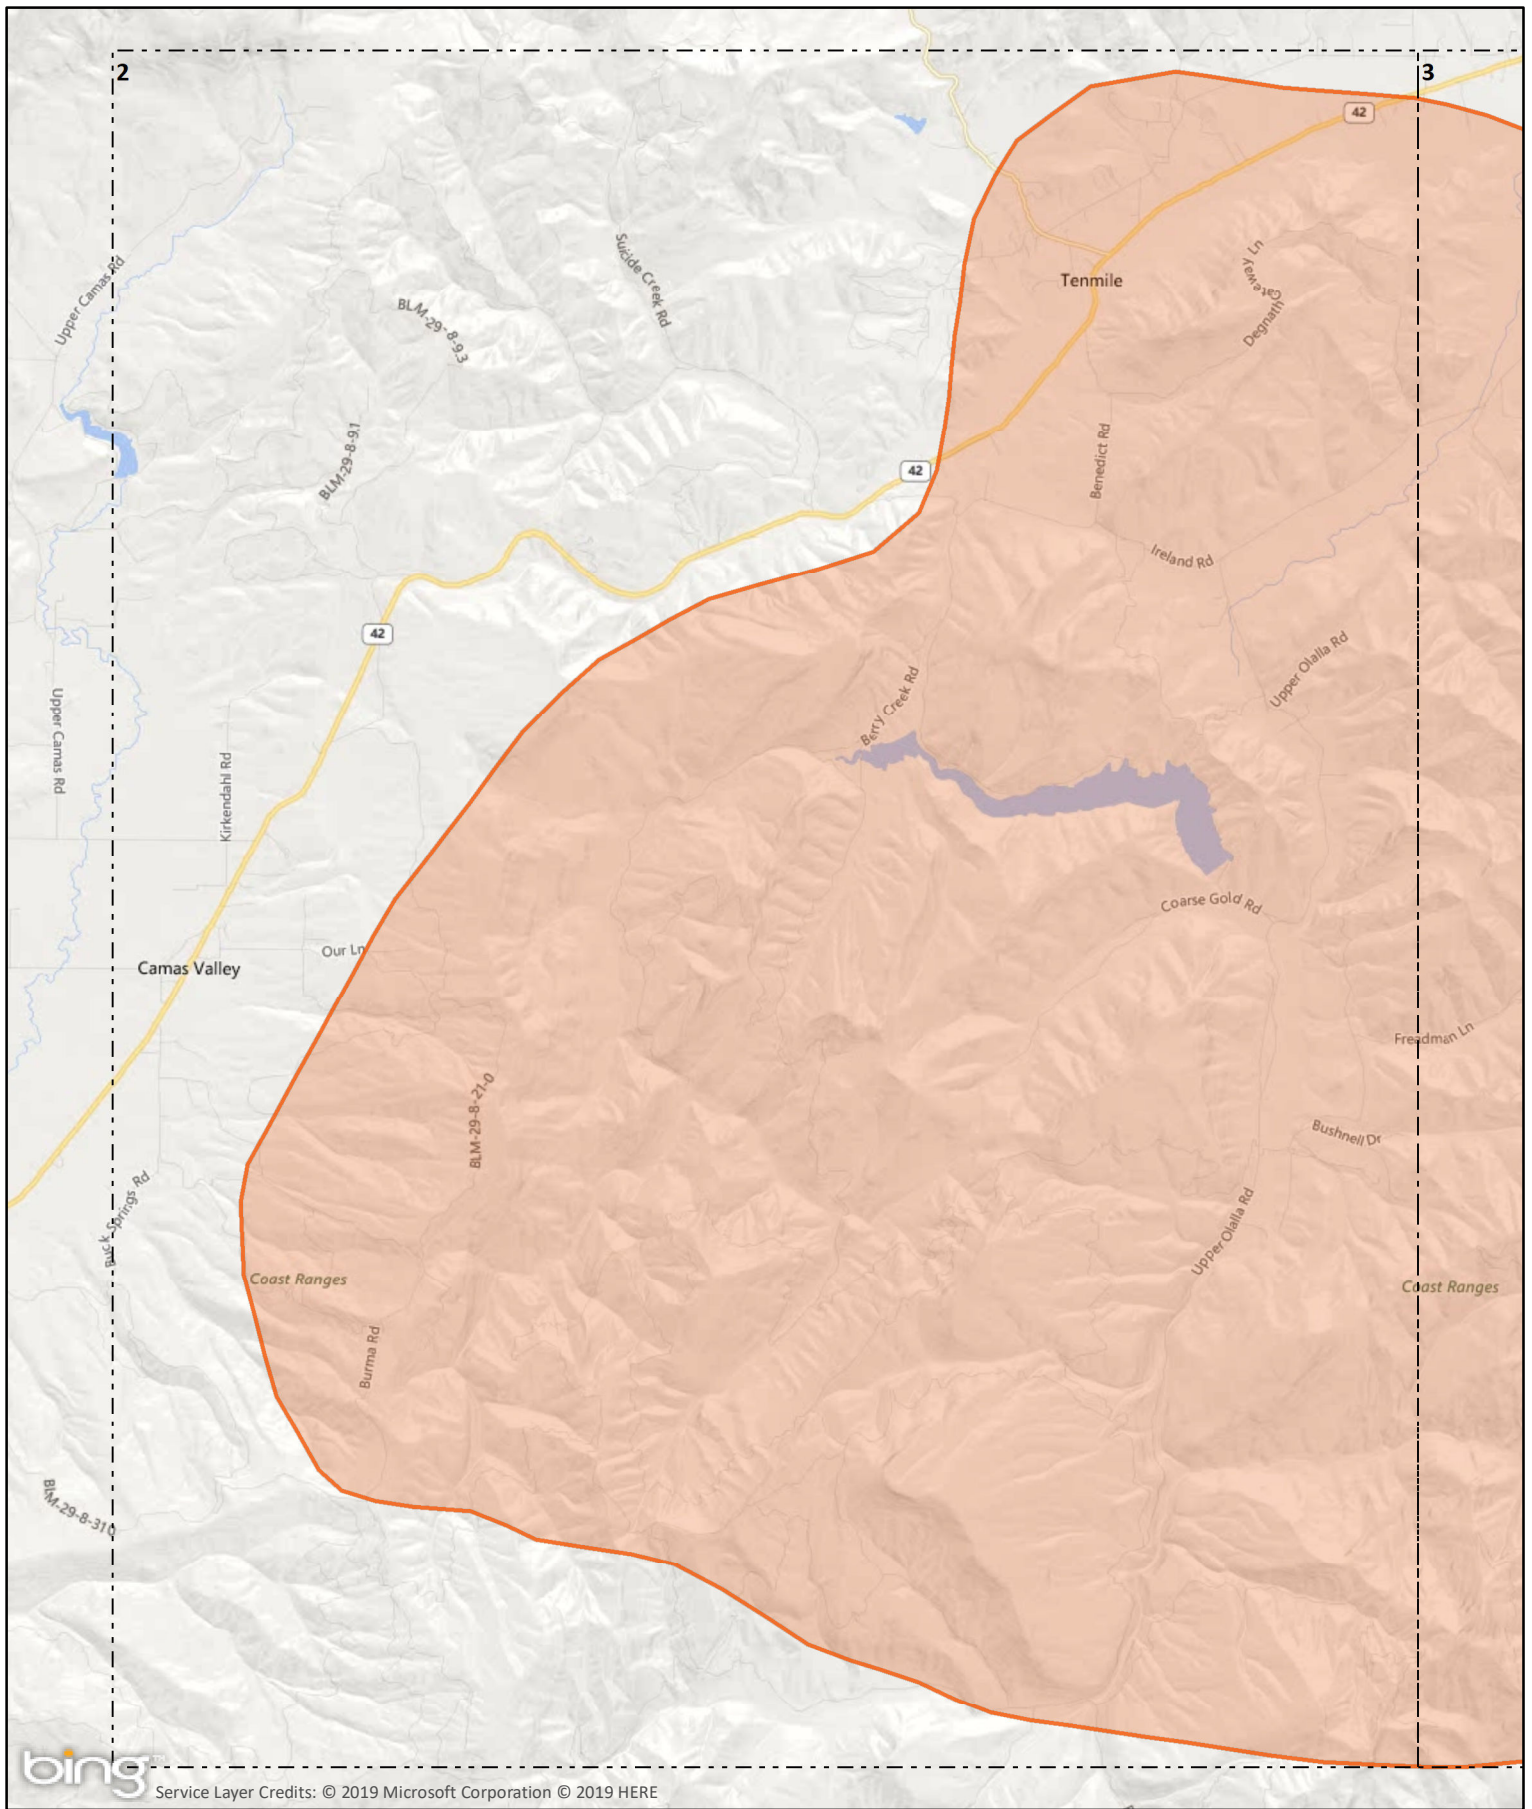 2
3
42
Upper Camas Rd
Suicide Creek Rd
Gateway Ln
Tenmile
Degnath
BLM-29-8-9.3
BLM-29-8-9.1
Benedict Rd
42
Ireland Rd
42
Upper Olalla Rd
Berry Creek Rd
Upper Camas Rd
Kirkendahl Rd
Coarse Gold Rd
Our Ln
Camas Valley
Freadman Ln
BLM-29-8-21-0
Bushnell Dr
Buck Springs Rd
Upper Olalla Rd
Coast Ranges
Coast Ranges
Burma Rd
BLM-29-8-310
bing™
Service Layer Credits: © 2019 Microsoft Corporation © 2019 HERE